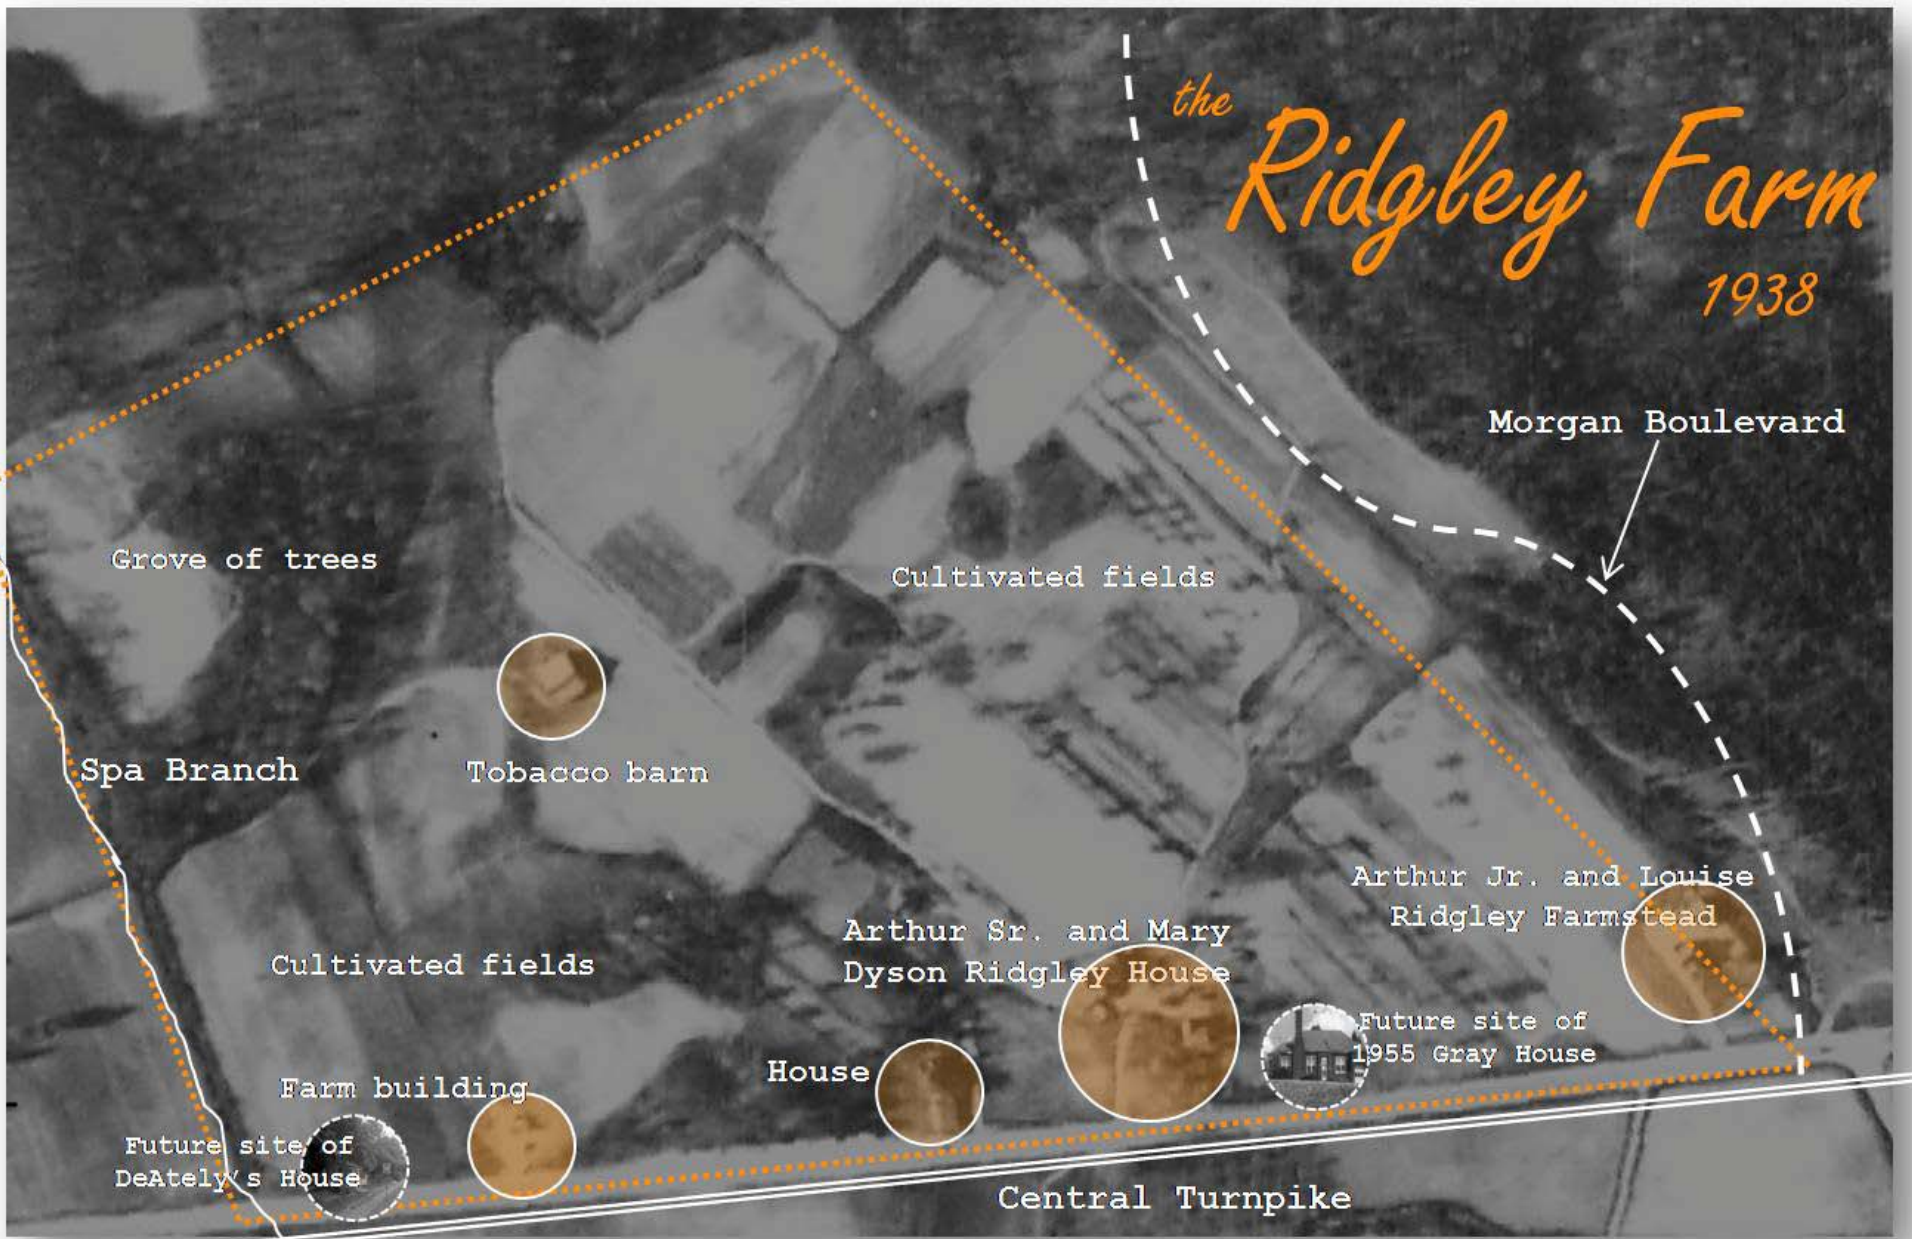 the
Ridgley Farm
1938
Morgan Boulevard
Grove of trees
Cultivated fields
Spa Branch
Tobacco barn
Arthur Jr. and Louise
Ridgley Farmstead
Arthur Sr. and Mary
Dyson Ridgley House
Cultivated fields
Future site of
1955 Gray House
House
Farm building
Future site of
DeAtely's House
Central Turnpike